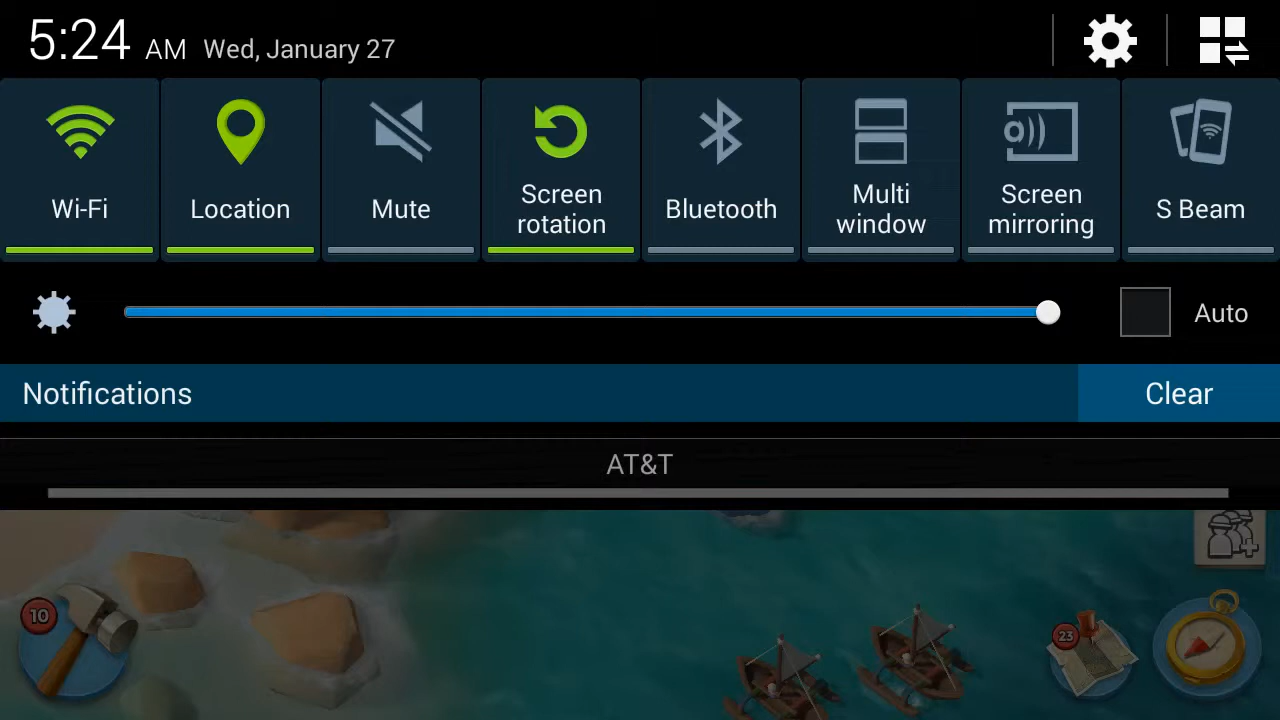 5:24 AM Wed, January 27
Wi-Fi
Location
Mute
Screen
rotation
Bluetooth
Multi
window
Screen
mirroring
S Beam
Auto
Notifications
Clear
AT&T
10
23